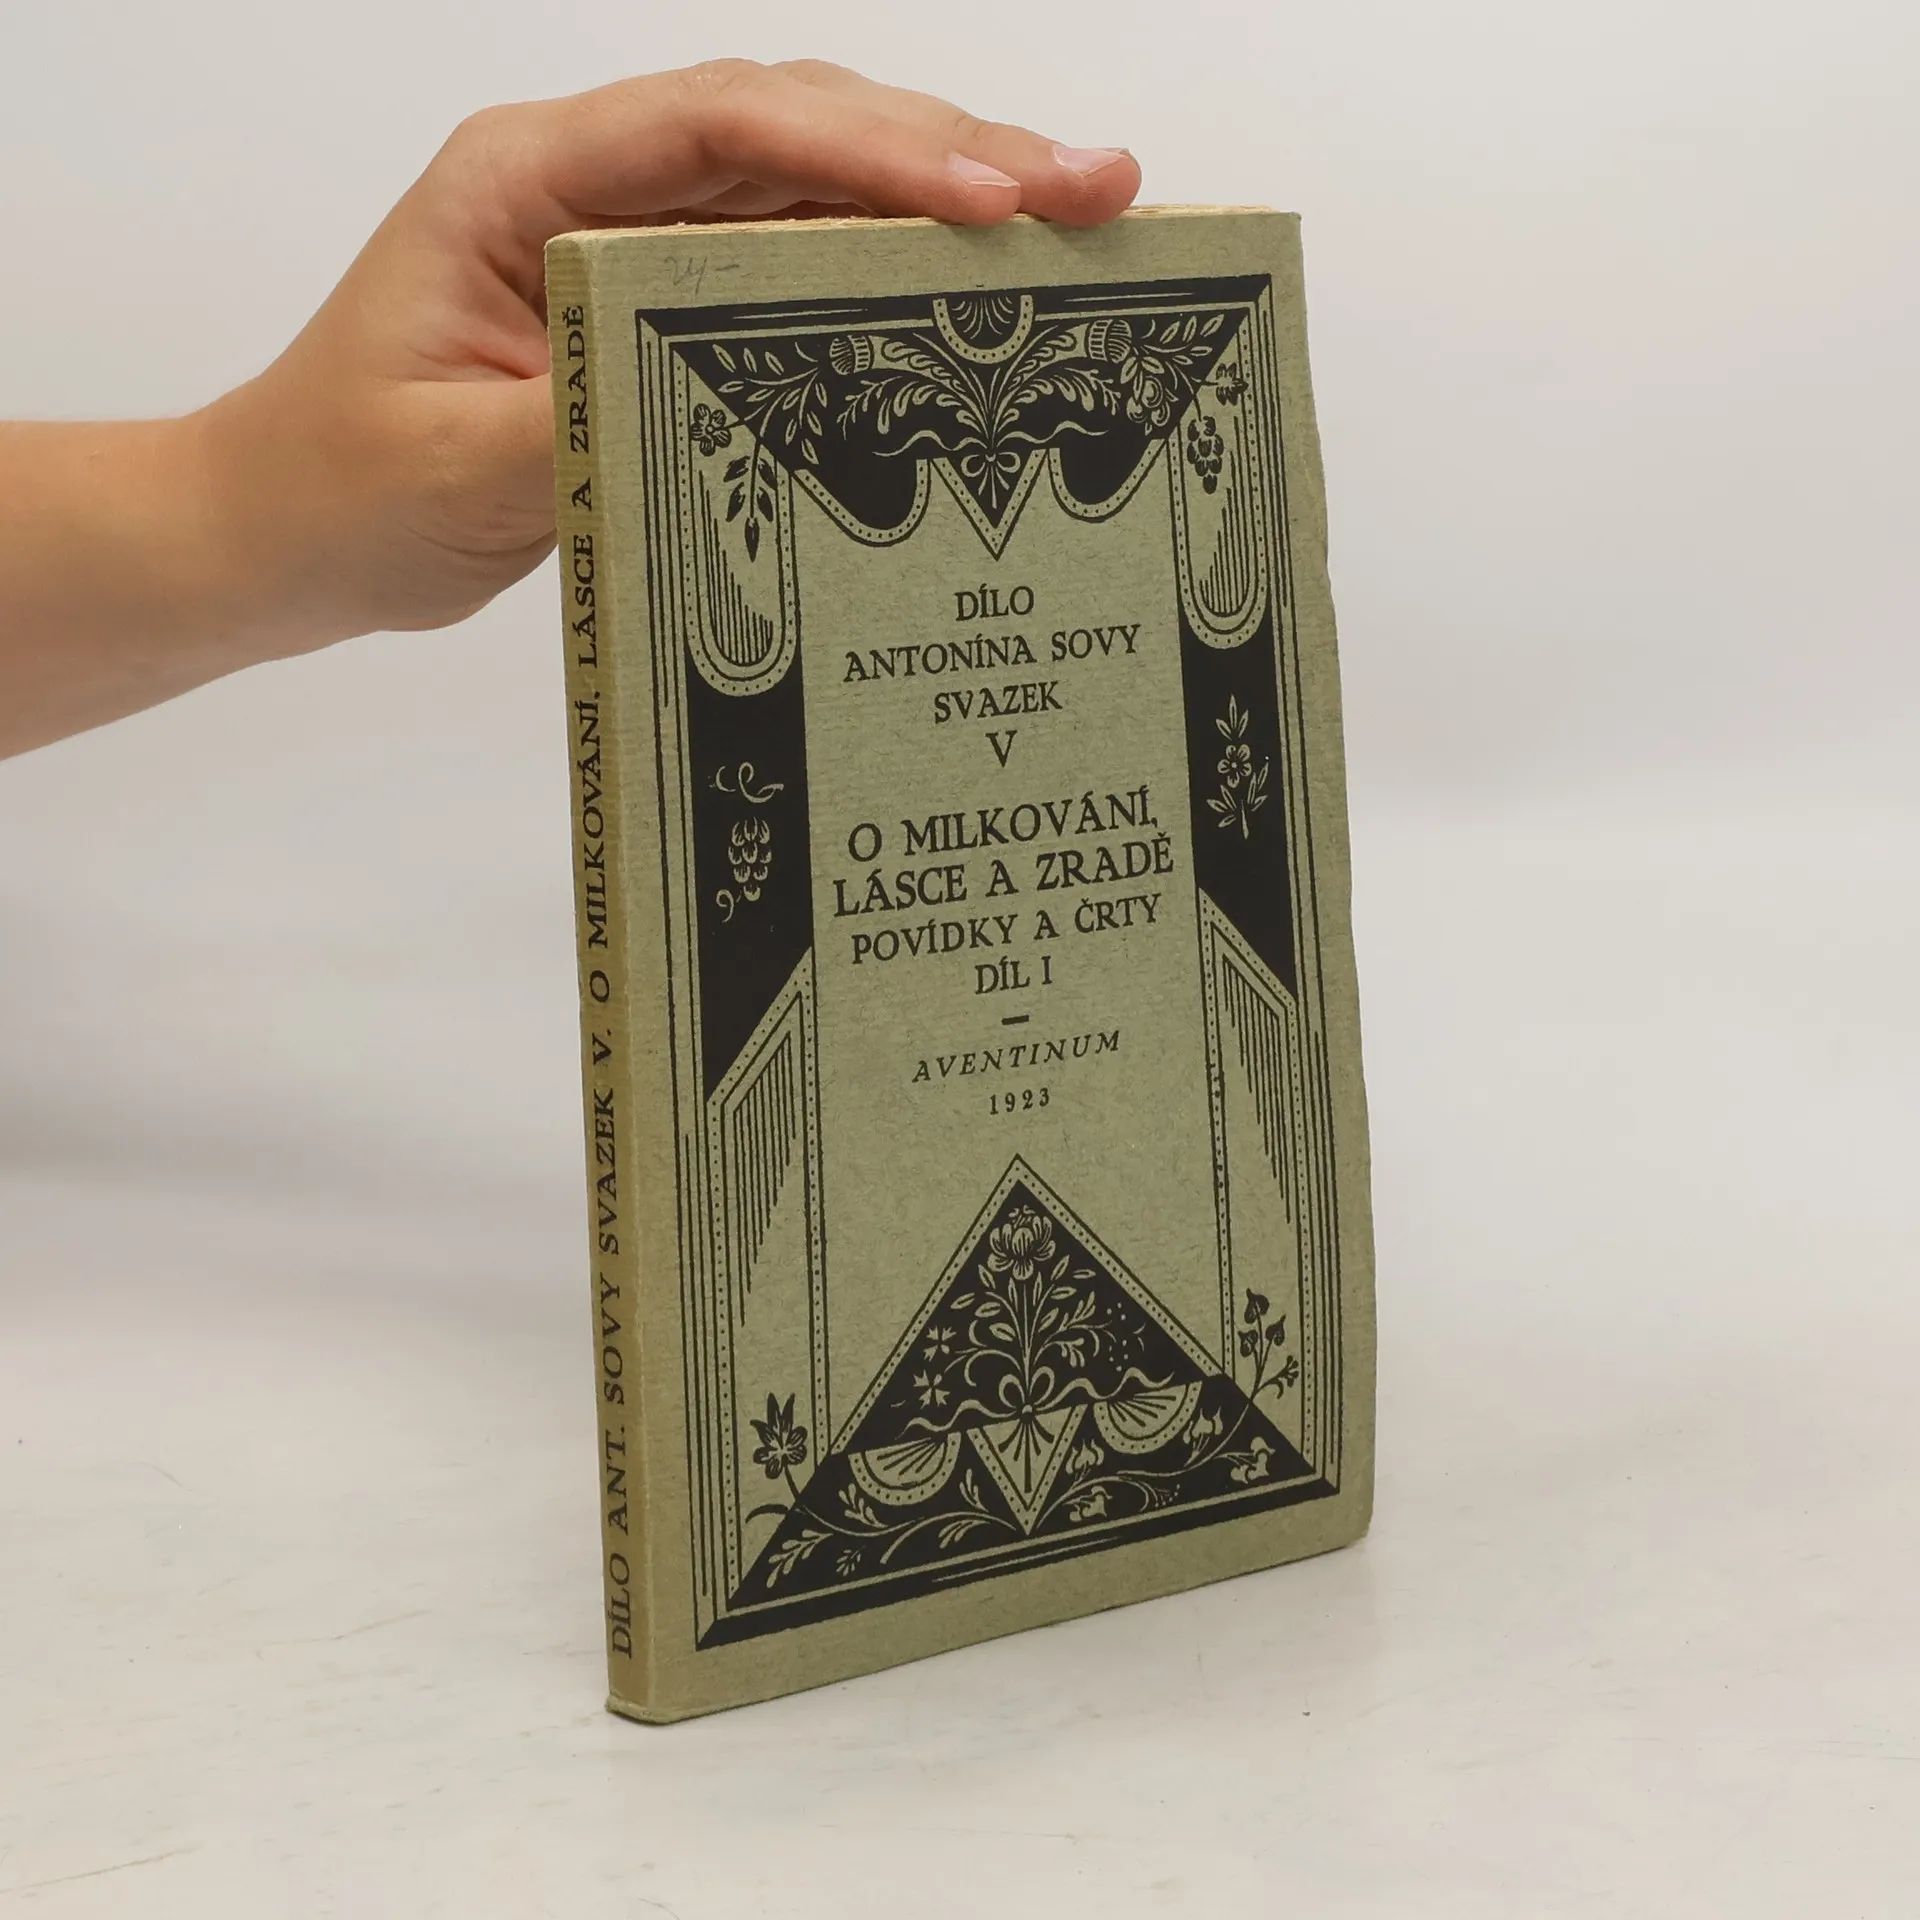 DÍLO ANT. SOVY SVAZEK V. O MILKOVÁNÍ, LÁSCE A ZRADĚ
DÍLO
ANTONÍNA SOVY
SVAZEK
V
O MILKOVÁNÍ,
LÁSCE A ZRADĚ
POVÍDKY A ČRTY
DÍL I
AVENTINUM
1923